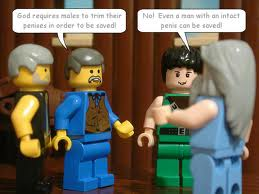 God requires males to trim their
penises in order to be saved!
No!  Even a man with an intact
penis can be saved!